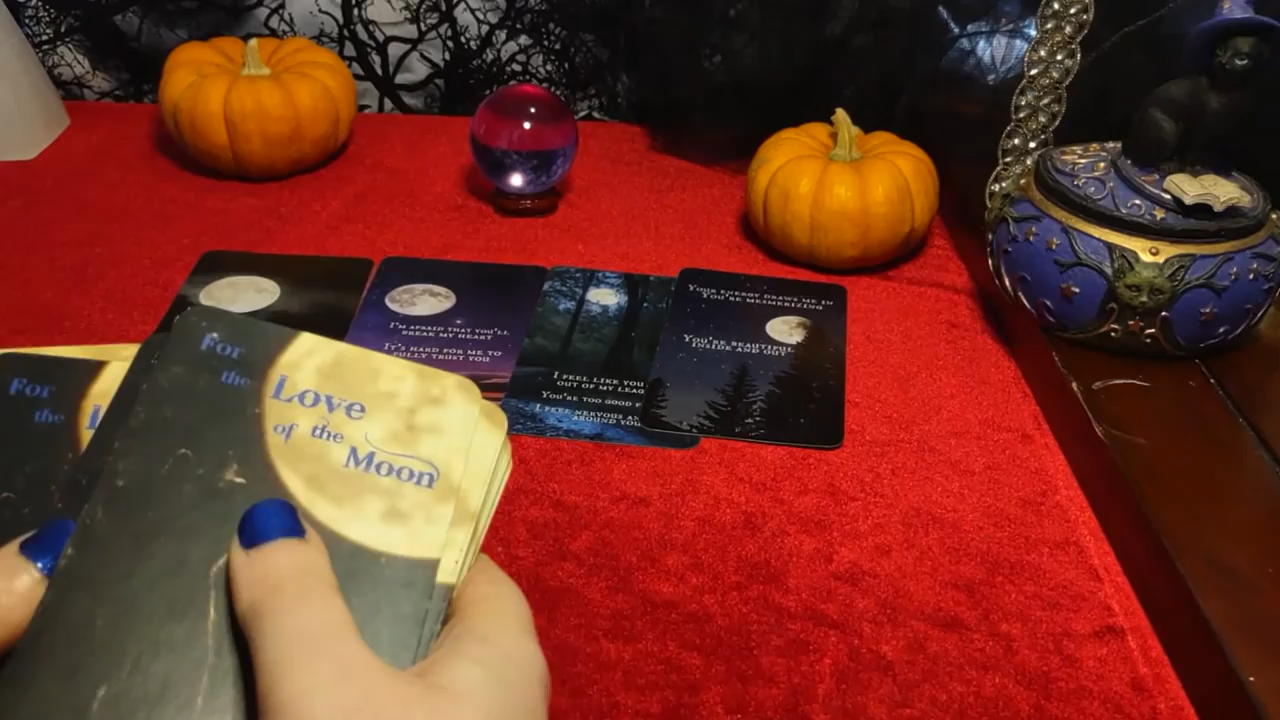 YOUR ENERGY DRAWS ME IN
YOU'RE MESMERIZING
YOU'RE BEAUTIFUL
INSIDE AND OUT
I'M AFRAID THAT YOU'LL
BREAK MY HEART
IT'S HARD FOR ME TO
FULLY TRUST YOU
I FEEL LIKE YOU
OUT OF MY
YOU'RE TOO GOOD
I FEEL NERVOUS
AROUND YOU
For
the
Love
of the
Moon
For
the